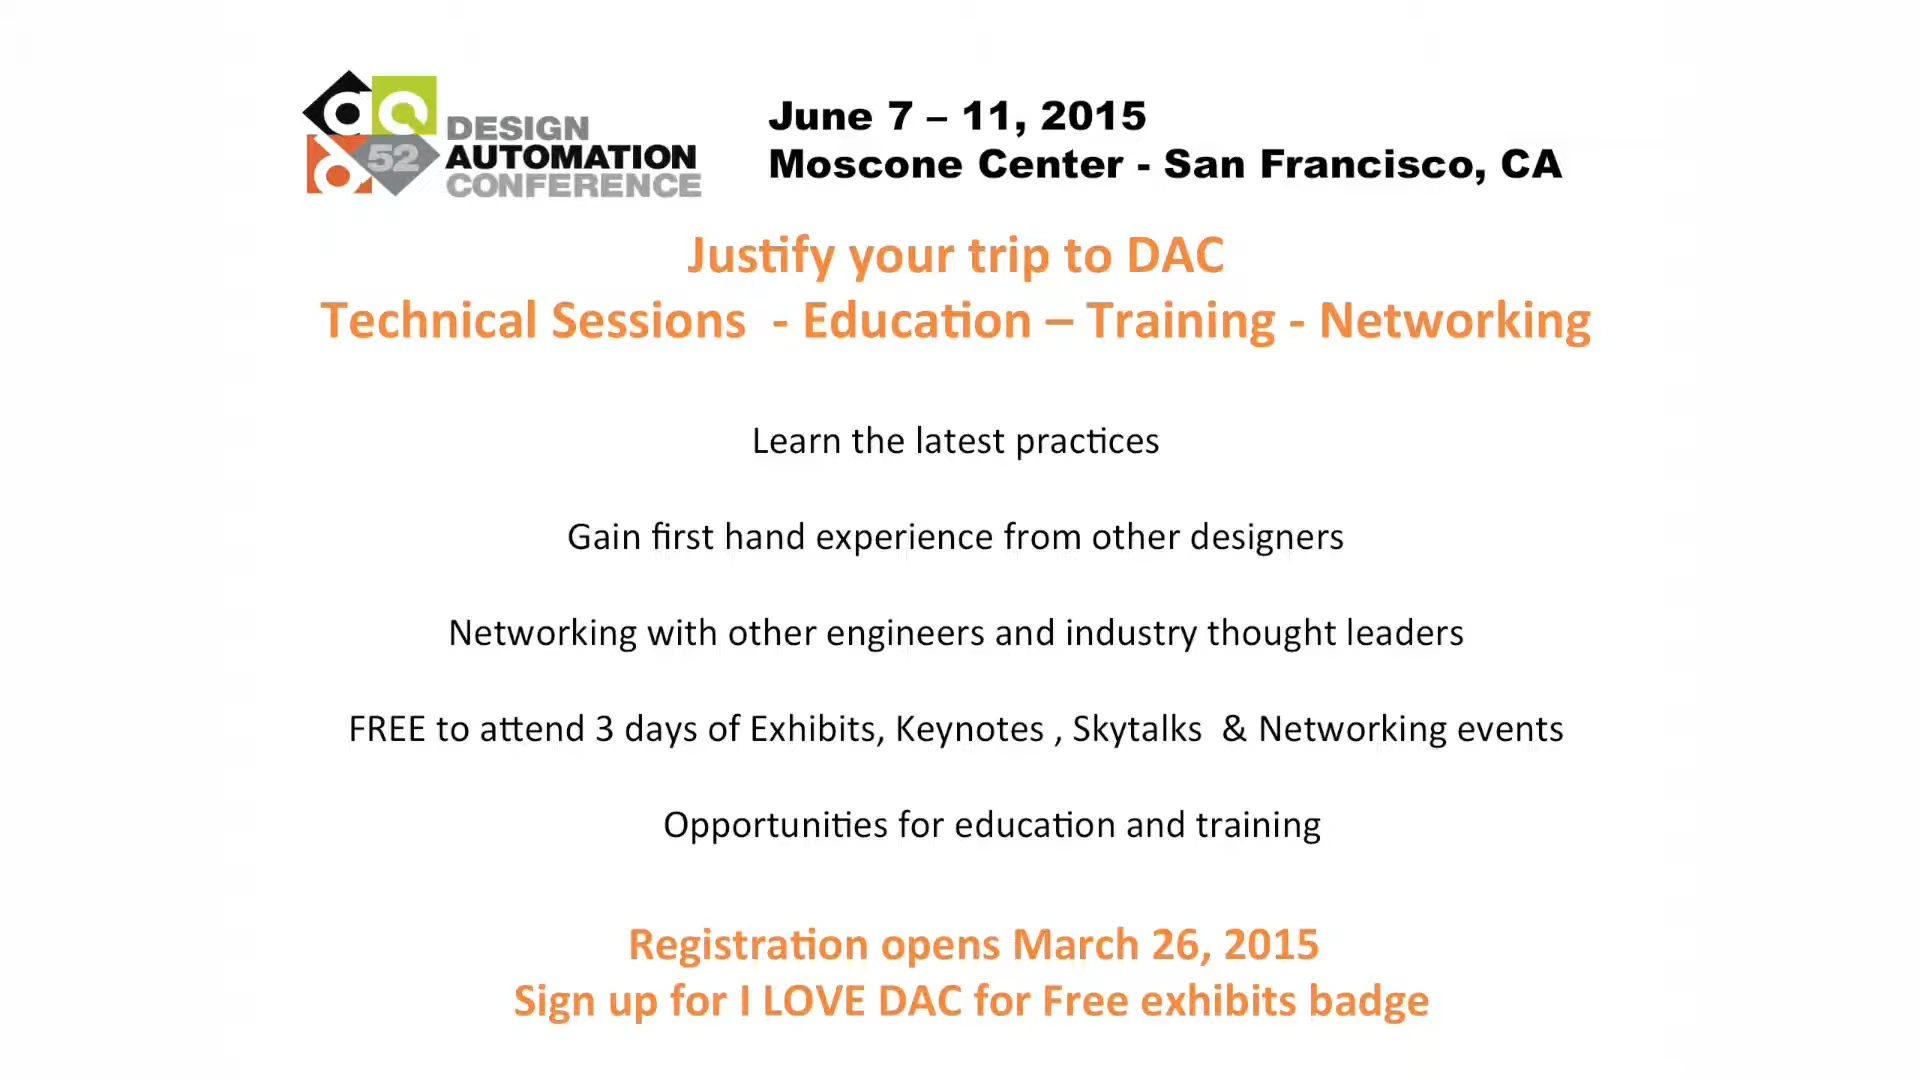 52
DESIGN
AUTOMATION
CONFERENCE
June 7 – 11, 2015
Moscone Center - San Francisco, CA
Justify your trip to DAC
Technical Sessions - Education – Training - Networking
Learn the latest practices
Gain first hand experience from other designers
Networking with other engineers and industry thought leaders
FREE to attend 3 days of Exhibits, Keynotes , Skytalks & Networking events
Opportunities for education and training
Registration opens March 26, 2015
Sign up for I LOVE DAC for Free exhibits badge